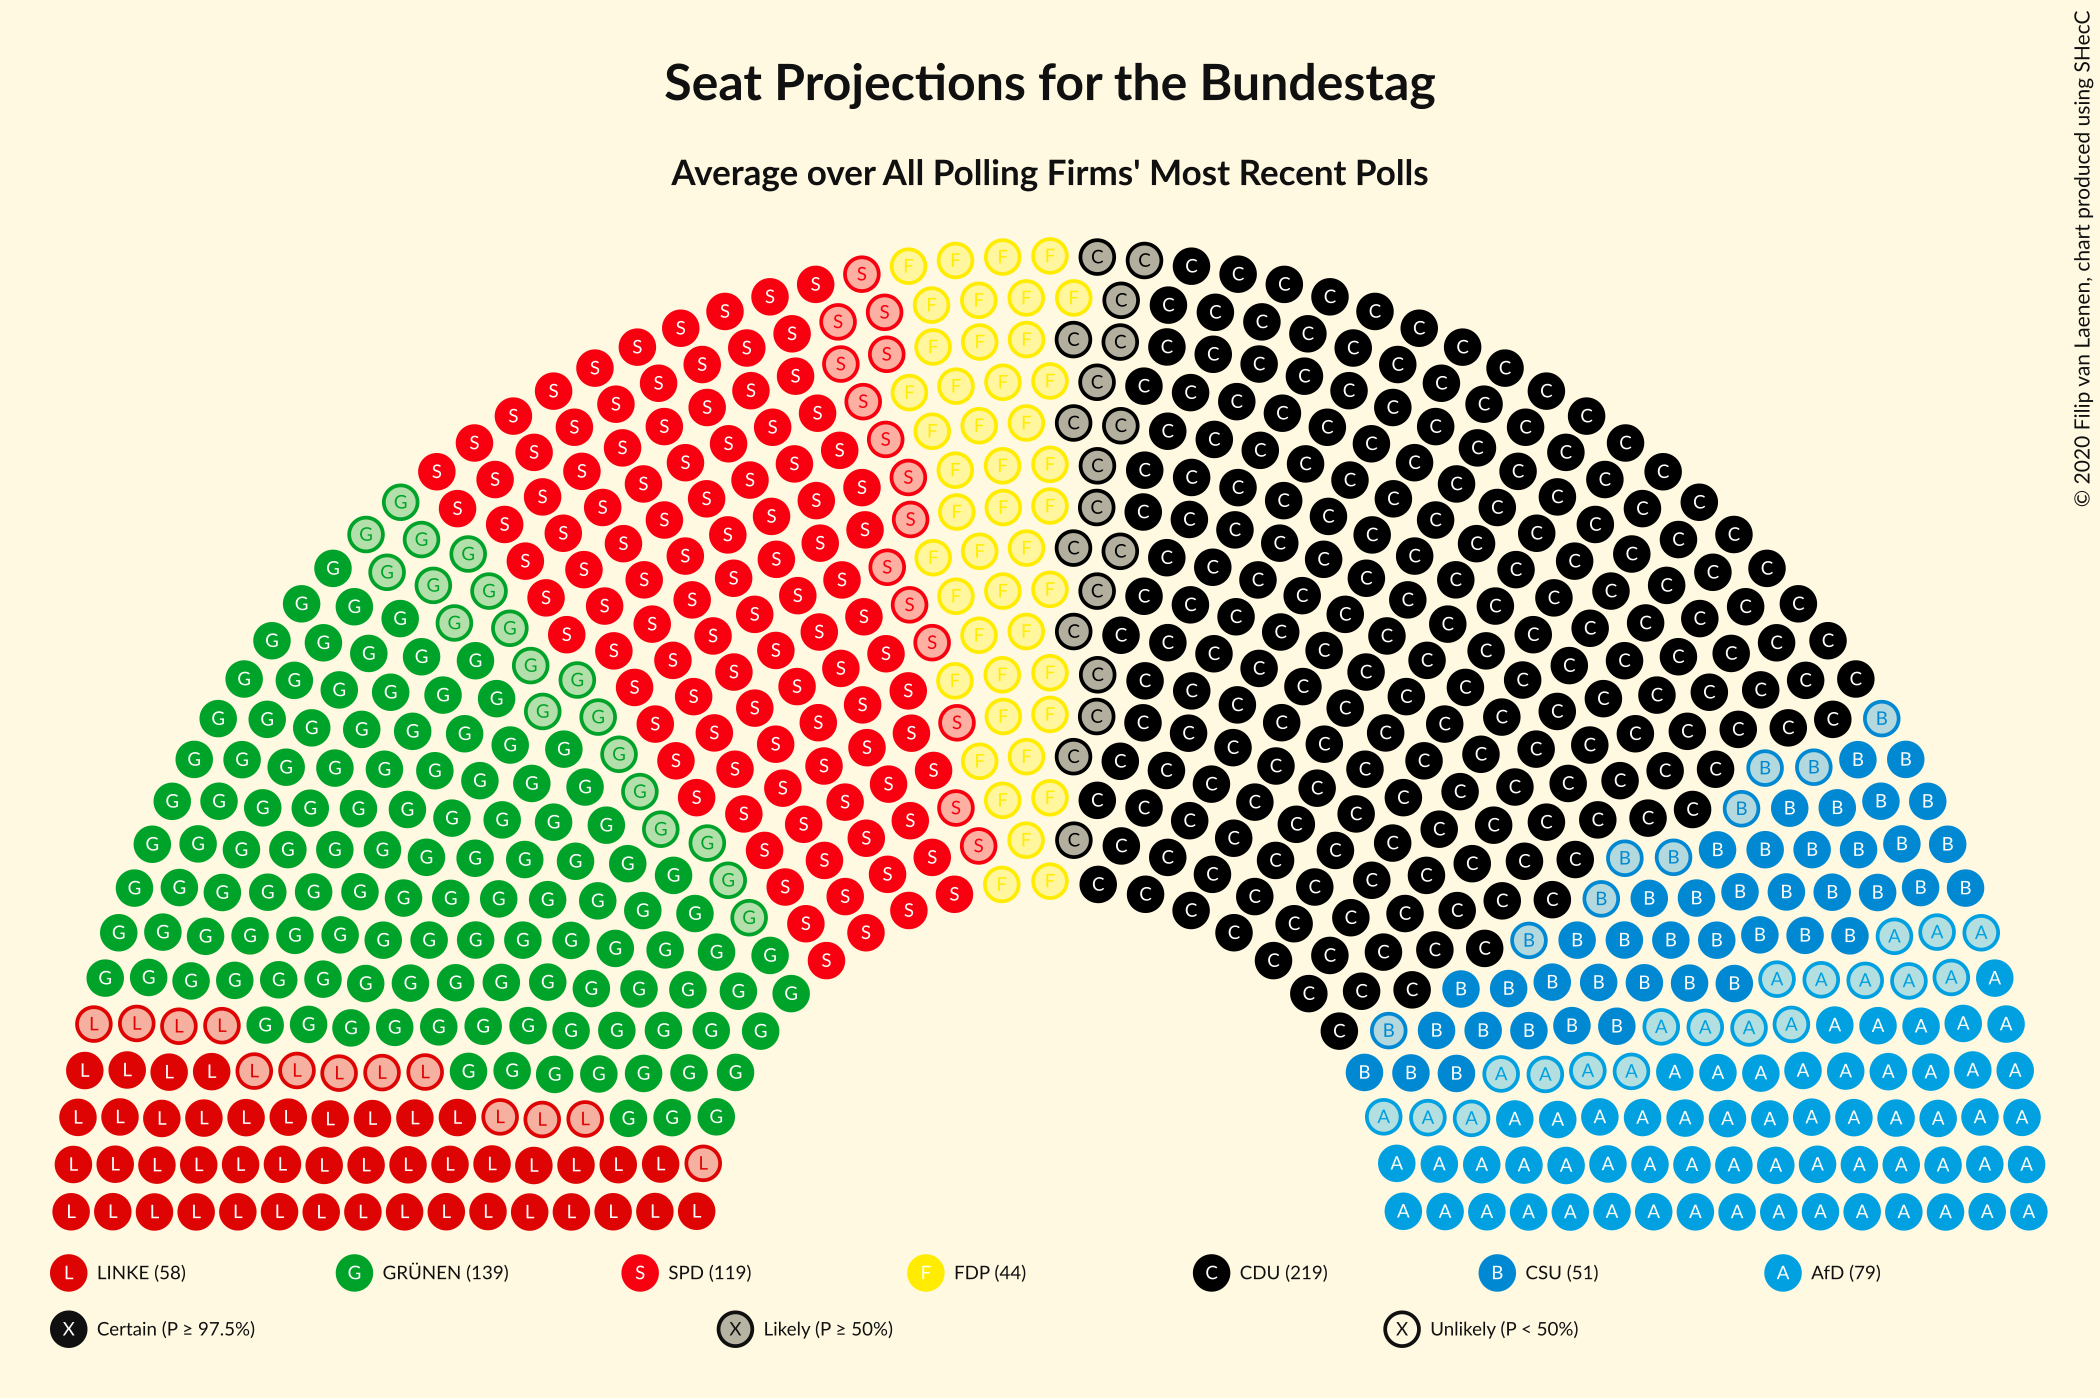 Seat Projections for the Bundestag
Average over All Polling Firms' Most Recent Polls
© 2020 Filip van Laenen, chart produced using SHecC
L LINKE (58) G GRÜNEN (139) S SPD (119) F FDP (44) C CDU (219) B CSU (51) A AfD (79)
X Certain (P ≥ 97.5%) X Likely (P ≥ 50%) X Unlikely (P < 50%)